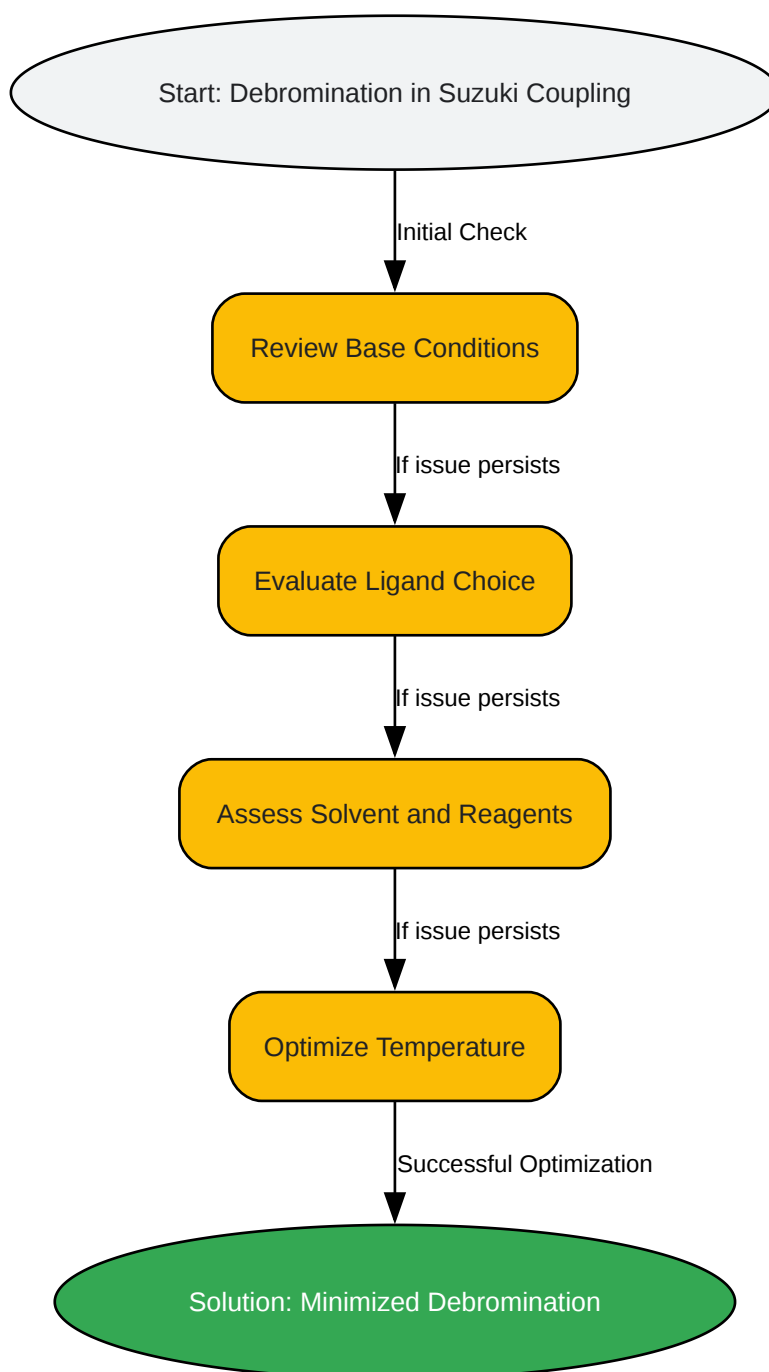 Start: Debromination in Suzuki Coupling
Initial Check
Review Base Conditions
If issue persists
Evaluate Ligand Choice
If issue persists
Assess Solvent and Reagents
If issue persists
Optimize Temperature
Successful Optimization
Solution: Minimized Debromination